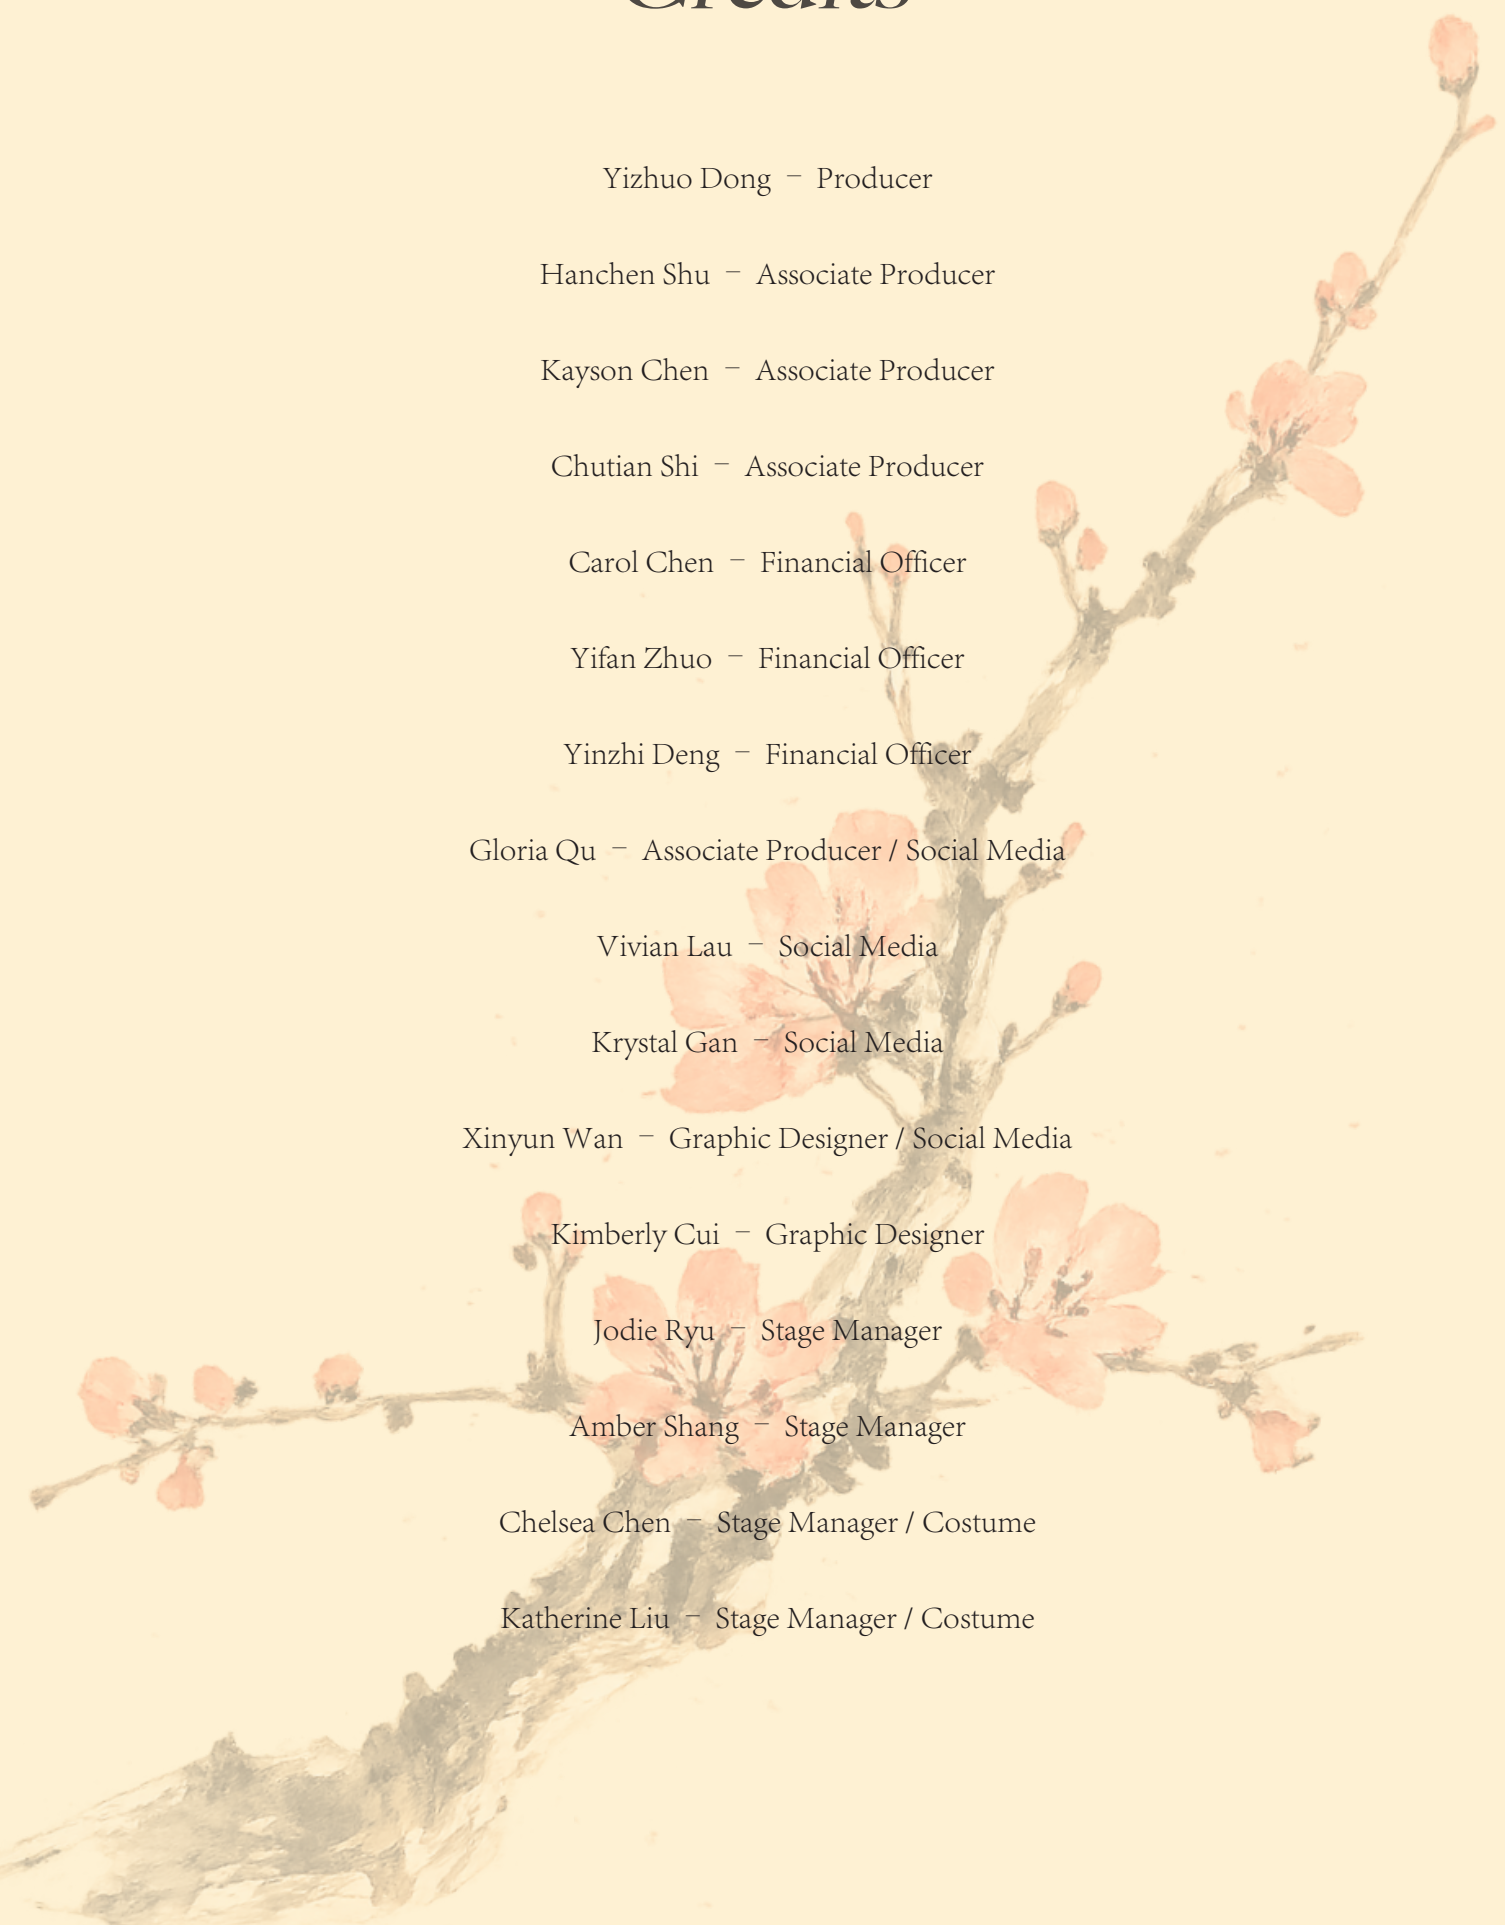 Credits
Yizhuo Dong – Producer
Hanchen Shu – Associate Producer
Kayson Chen – Associate Producer
Chutian Shi – Associate Producer
Carol Chen – Financial Officer
Yifan Zhuo – Financial Officer
Yinzhi Deng – Financial Officer
Gloria Qu – Associate Producer / Social Media
Vivian Lau – Social Media
Krystal Gan – Social Media
Xinyun Wan – Graphic Designer / Social Media
Kimberly Cui – Graphic Designer
Jodie Ryu – Stage Manager
Amber Shang – Stage Manager
Chelsea Chen – Stage Manager / Costume
Katherine Liu – Stage Manager / Costume